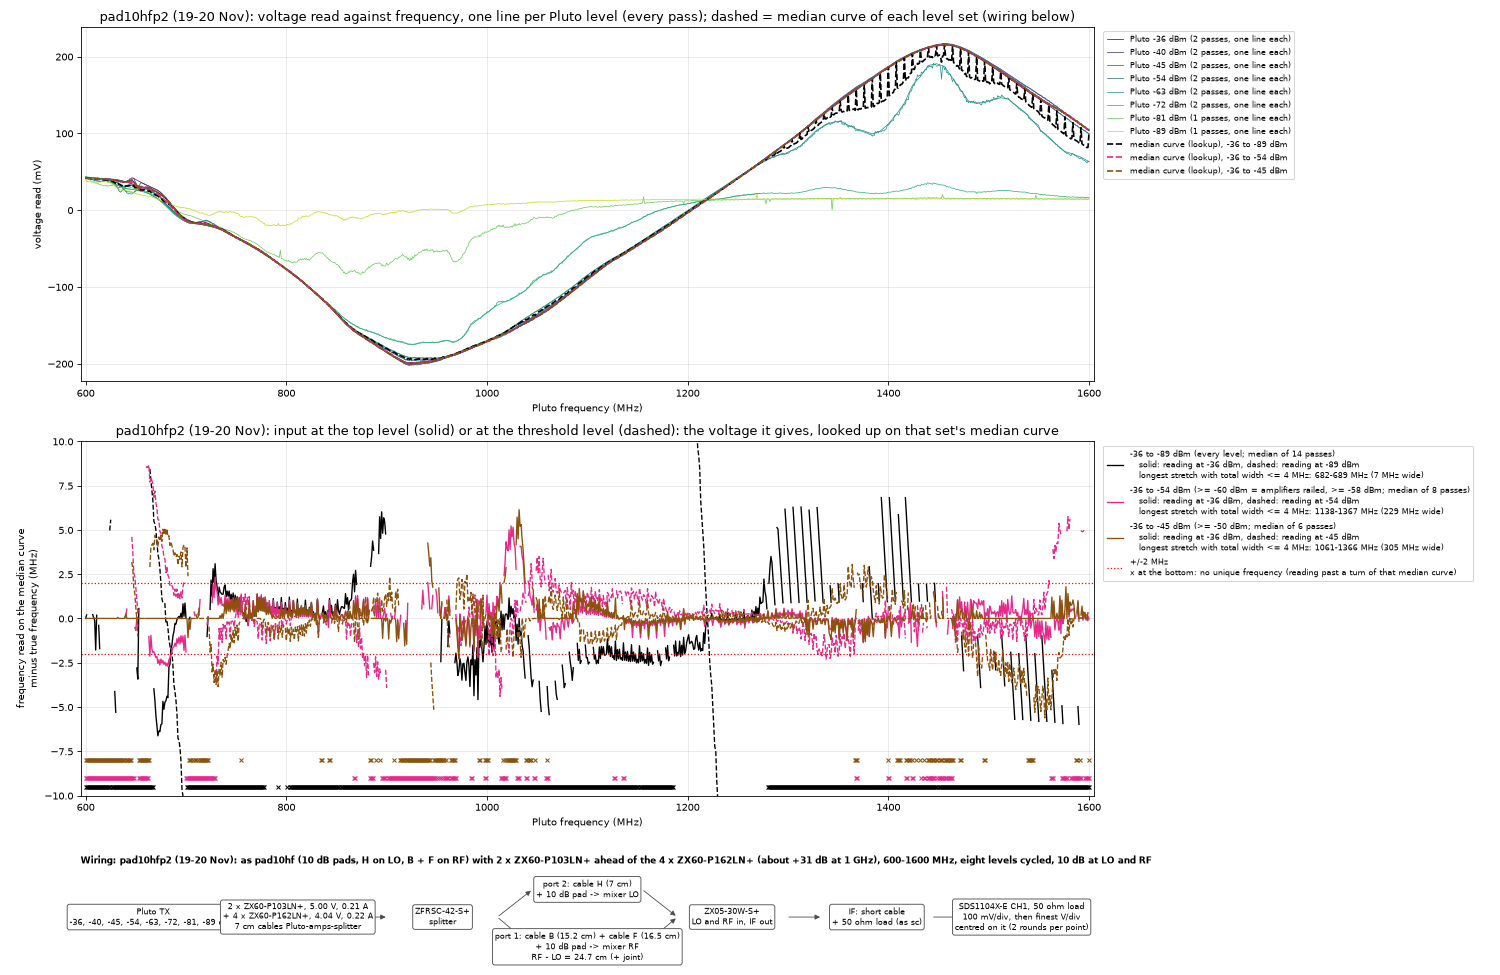 pad10hfp2 (19-20 Nov): voltage read against frequency, one line per Pluto level (every pass); dashed = median curve of each level set (wiring below)
voltage read (mV)
200
100
0
−100
−200
600
800
1000
1200
1400
1600
Pluto frequency (MHz)
Pluto -36 dBm (2 passes, one line each)
Pluto -40 dBm (2 passes, one line each)
Pluto -45 dBm (2 passes, one line each)
Pluto -54 dBm (2 passes, one line each)
Pluto -63 dBm (2 passes, one line each)
Pluto -72 dBm (2 passes, one line each)
Pluto -81 dBm (1 passes, one line each)
Pluto -89 dBm (1 passes, one line each)
median curve (lookup), -36 to -89 dBm
median curve (lookup), -36 to -54 dBm
median curve (lookup), -36 to -45 dBm
pad10hfp2 (19-20 Nov): input at the top level (solid) or at the threshold level (dashed): the voltage it gives, looked up on that set's median curve
frequency read on the median curve
minus true frequency (MHz)
10.0
7.5
5.0
2.5
0.0
−2.5
−5.0
−7.5
−10.0
600
800
1000
1200
1400
1600
Pluto frequency (MHz)
-36 to -89 dBm (every level; median of 14 passes)
solid: reading at -36 dBm, dashed: reading at -89 dBm
longest stretch with total width <= 4 MHz: 682-689 MHz (7 MHz wide)
-36 to -54 dBm (>= -60 dBm = amplifiers railed, >= -58 dBm; median of 8 passes)
solid: reading at -36 dBm, dashed: reading at -54 dBm
longest stretch with total width <= 4 MHz: 1138-1367 MHz (229 MHz wide)
-36 to -45 dBm (>= -50 dBm; median of 6 passes)
solid: reading at -36 dBm, dashed: reading at -45 dBm
longest stretch with total width <= 4 MHz: 1061-1366 MHz (305 MHz wide)
+/-2 MHz
x at the bottom: no unique frequency (reading past a turn of that median curve)
Wiring: pad10hfp2 (19-20 Nov): as pad10hf (10 dB pads, H on LO, B + F on RF) with 2 x ZX60-P103LN+ ahead of the 4 x ZX60-P162LN+ (about +31 dB at 1 GHz), 600-1600 MHz, eight levels cycled, 10 dB at LO and RF
Pluto TX
-36, -40, -45, -54, -63, -72, -81, -89
2 x ZX60-P103LN+, 5.00 V, 0.21 A
+ 4 x ZX60-P162LN+, 4.04 V, 0.22 A
7 cm cables Pluto-amps-splitter
ZFRSC-42-S+
splitter
port 2: cable H (7 cm)
+ 10 dB pad -> mixer LO
port 1: cable B (15.2 cm) + cable F (16.5 cm)
+ 10 dB pad -> mixer RF
RF - LO = 24.7 cm (+ joint)
ZX05-30W-S+
LO and RF in, IF out
IF: short cable
+ 50 ohm load (as sc)
SDS1104X-E CH1, 50 ohm load
100 mV/div, then finest V/div
centred on it (2 rounds per point)